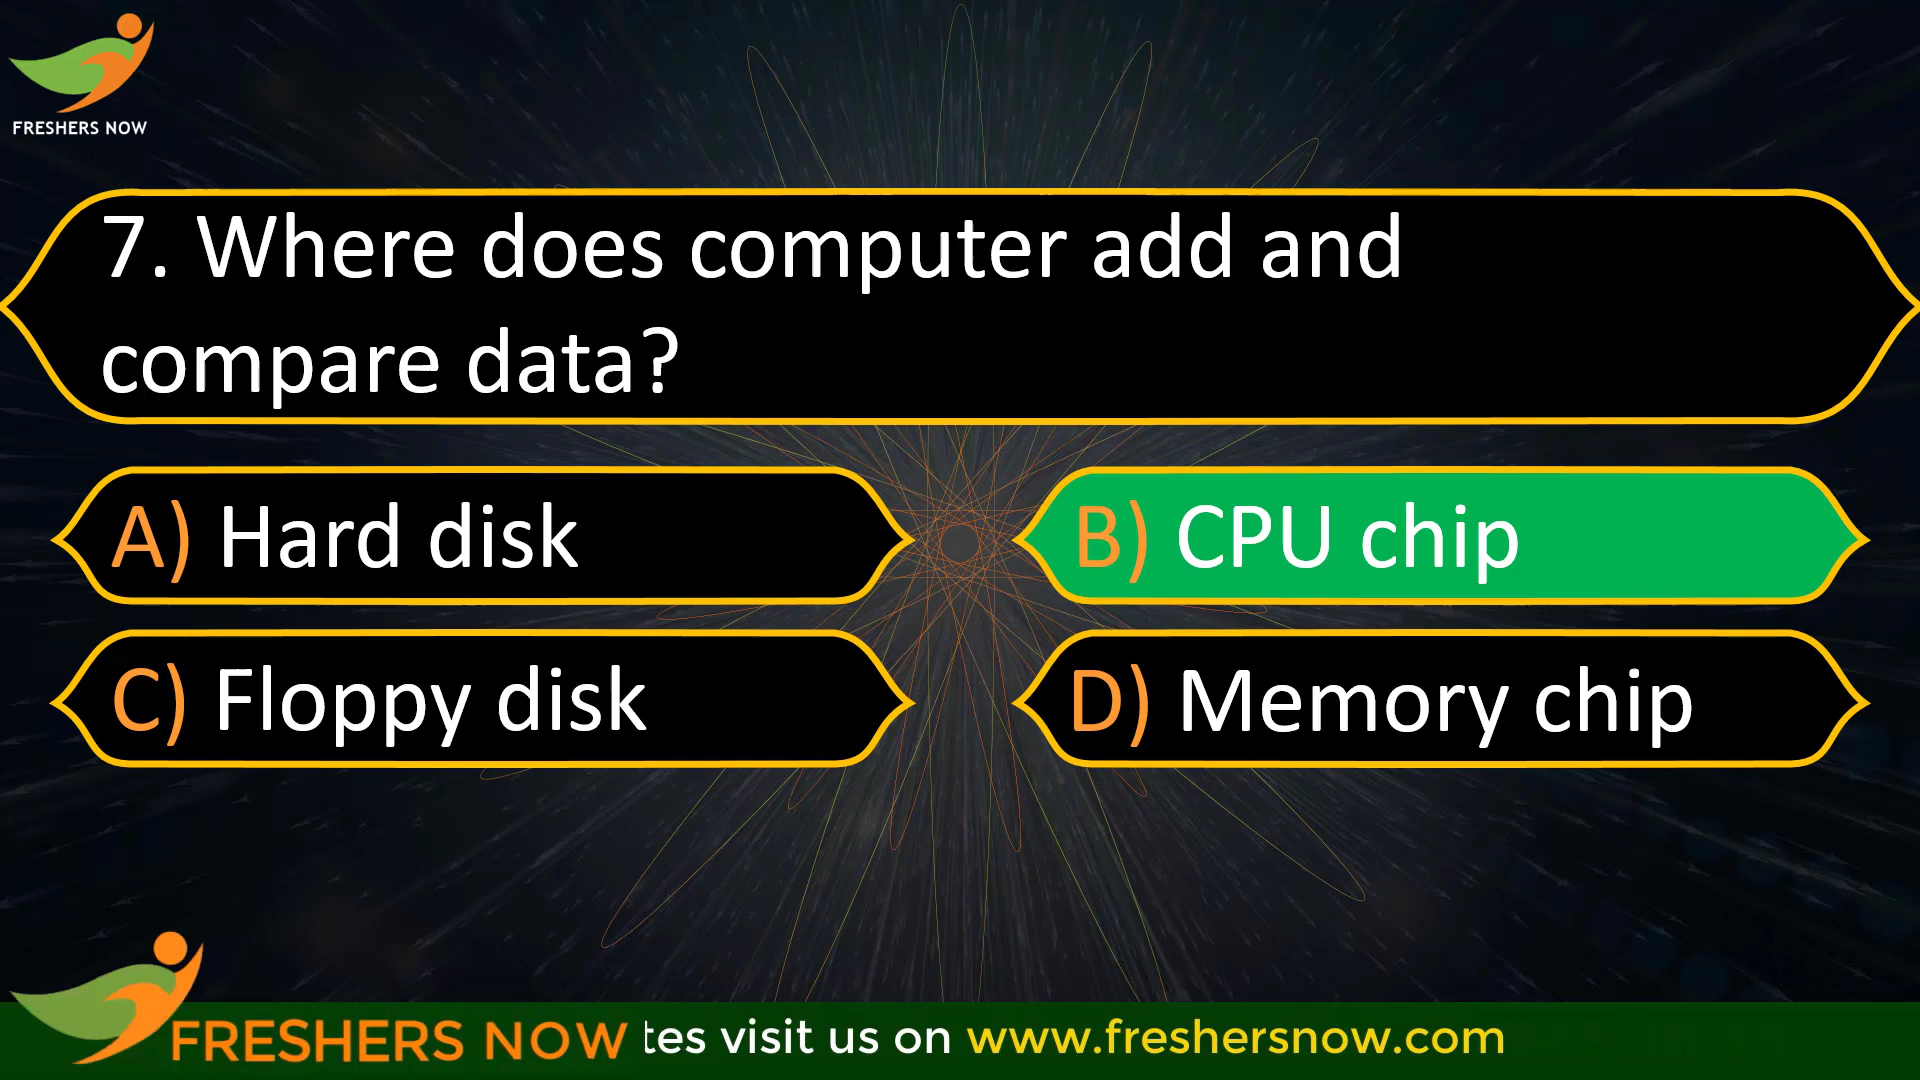 FRESHERS NOW
7. Where does computer add and
compare data?
A) Hard disk
B) CPU chip
C) Floppy disk
D) Memory chip
FRESHERS NOW tes visit us on www.freshersnow.com